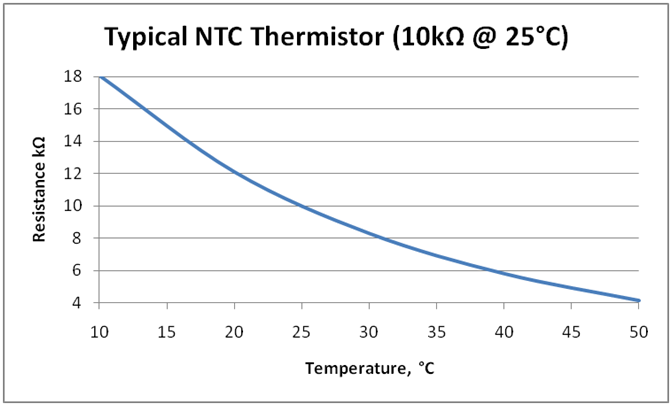 Typical NTC Thermistor (10kΩ @ 25°C)
18
16
14
12
10
8
6
4
Resistance kΩ
10 15 20 25 30 35 40 45 50
Temperature, °C